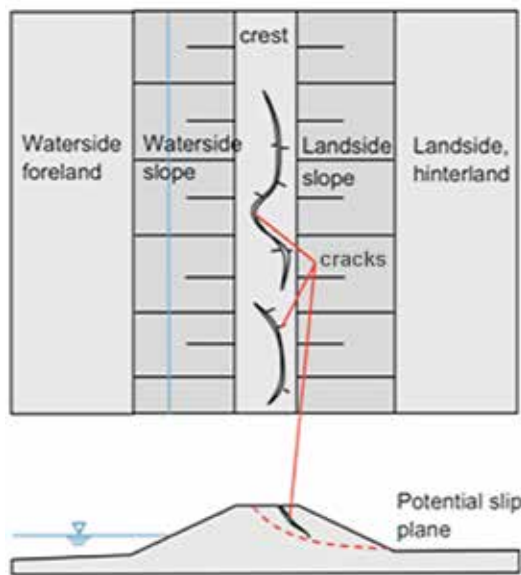 crest
Waterside
foreland
Waterside
slope
Landside
slope
Landside,
hinterland
cracks
Potential slip
plane